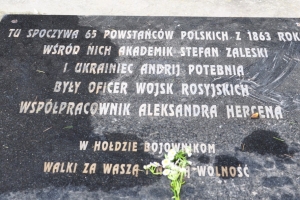 TU SPOCZYWA 65 POWSTAŃCÓW POLSKICH Z 1863 ROK
WŚRÓD NICH AKADEMIK STEFAN ZALESKI
I UKRAINIEC ANDRIJ POTEBNIA
BYŁY OFICER WOJSK ROSYJSKICH
WSPÓŁPRACOWNIK ALEKSANDRA HERCENA
W HOŁDZIE BOJOWNIKOM
WALKI ZA WASZĄ WOLNOŚĆ